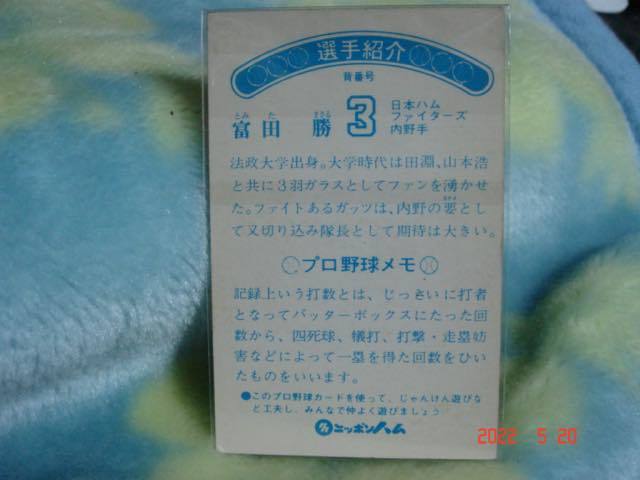 選手紹介
背番号
とみ た まさる
富田 勝 3 日本ハム
ファイターズ
内野手
法政大学出身。大学時代は田淵、山本浩
と共に3羽ガラスとしてファンを湧かせ
た。ファイトあるガッツは、内野の要とし
て又切り込み隊長として期待は大きい。
プロ野球メモ
記録上いう打数とは、じっさいに打者
となってバッターボックスにたった回
数から、四死球、犠打、打撃・走塁妨
害などによって一塁を得た回数をひい
たものをいいます。
●このプロ野球カードを使って、じゃんけん遊びな
ど工夫し、みんなで仲よく遊びましょう
ニッポンハム
2022 5 20